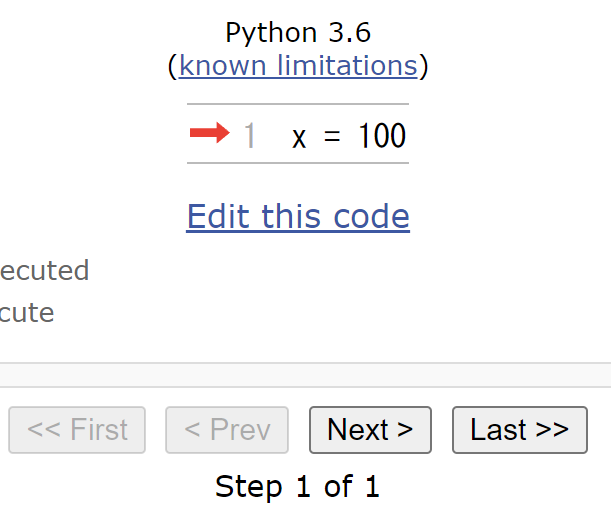 Python 3.6
(known limitations)
1 x = 100
Edit this code
ecuted
cute
<< First < Prev Next > Last >>
Step 1 of 1